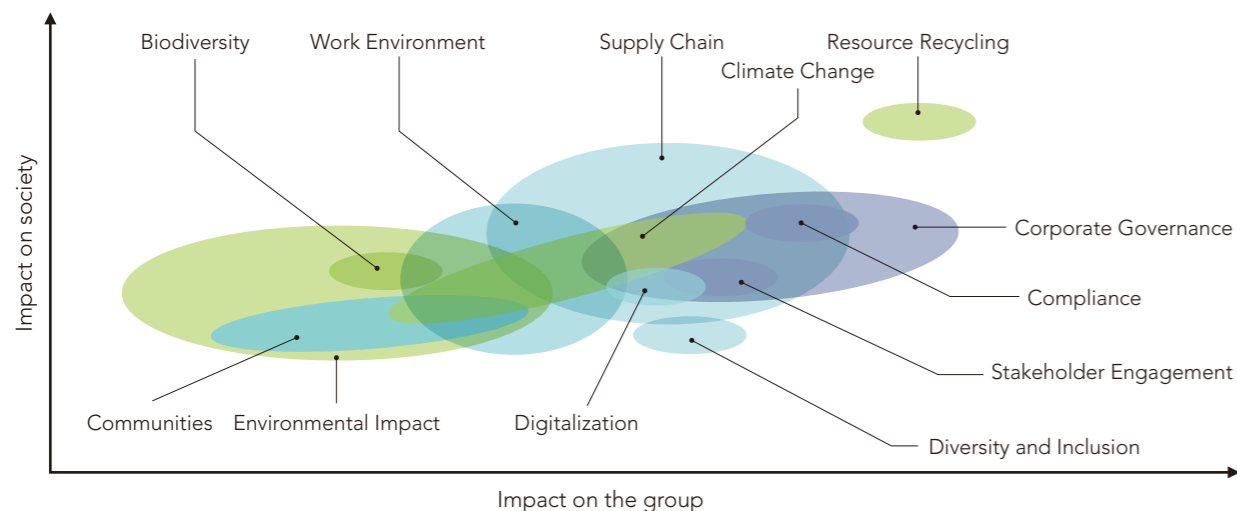 Biodiversity
Work Environment
Supply Chain
Resource Recycling
Climate Change
Impact on society
Corporate Governance
Compliance
Stakeholder Engagement
Communities
Environmental Impact
Digitalization
Diversity and Inclusion
Impact on the group